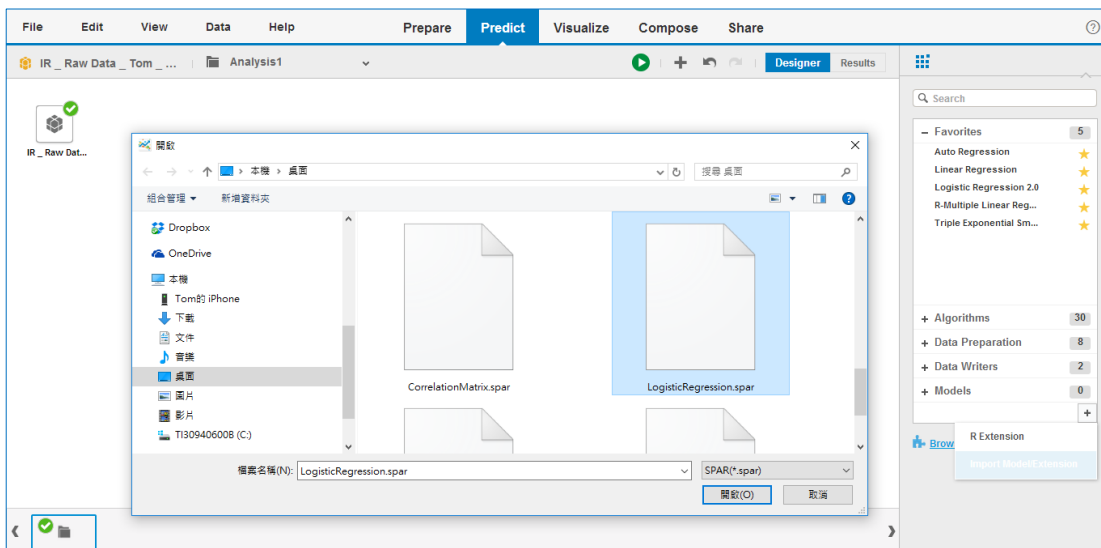 File Edit View Data Help Prepare Predict Visualize Compose Share
IR _ Raw Data _ Tom _ ... Analysis1 Designer Results
IR _ Raw Dat...
開啟
本機 › 桌面 搜尋 桌面
組合管理 新增資料夾
Dropbox
OneDrive
本機
Tom的 iPhone
下載
文件
音樂
桌面
圖片
影片
TI30940600B (C:)
CorrelationMatrix.spar LogisticRegression.spar
檔案名稱(N): LogisticRegression.spar SPAR(*.spar)
開啟(O) 取消
Search
Favorites 5
Auto Regression
Linear Regression
Logistic Regression 2.0
R-Multiple Linear Reg...
Triple Exponential Sm...
Algorithms 30
Data Preparation 8
Data Writers 2
Models 0
Brow
R Extension
Import Model/Extension